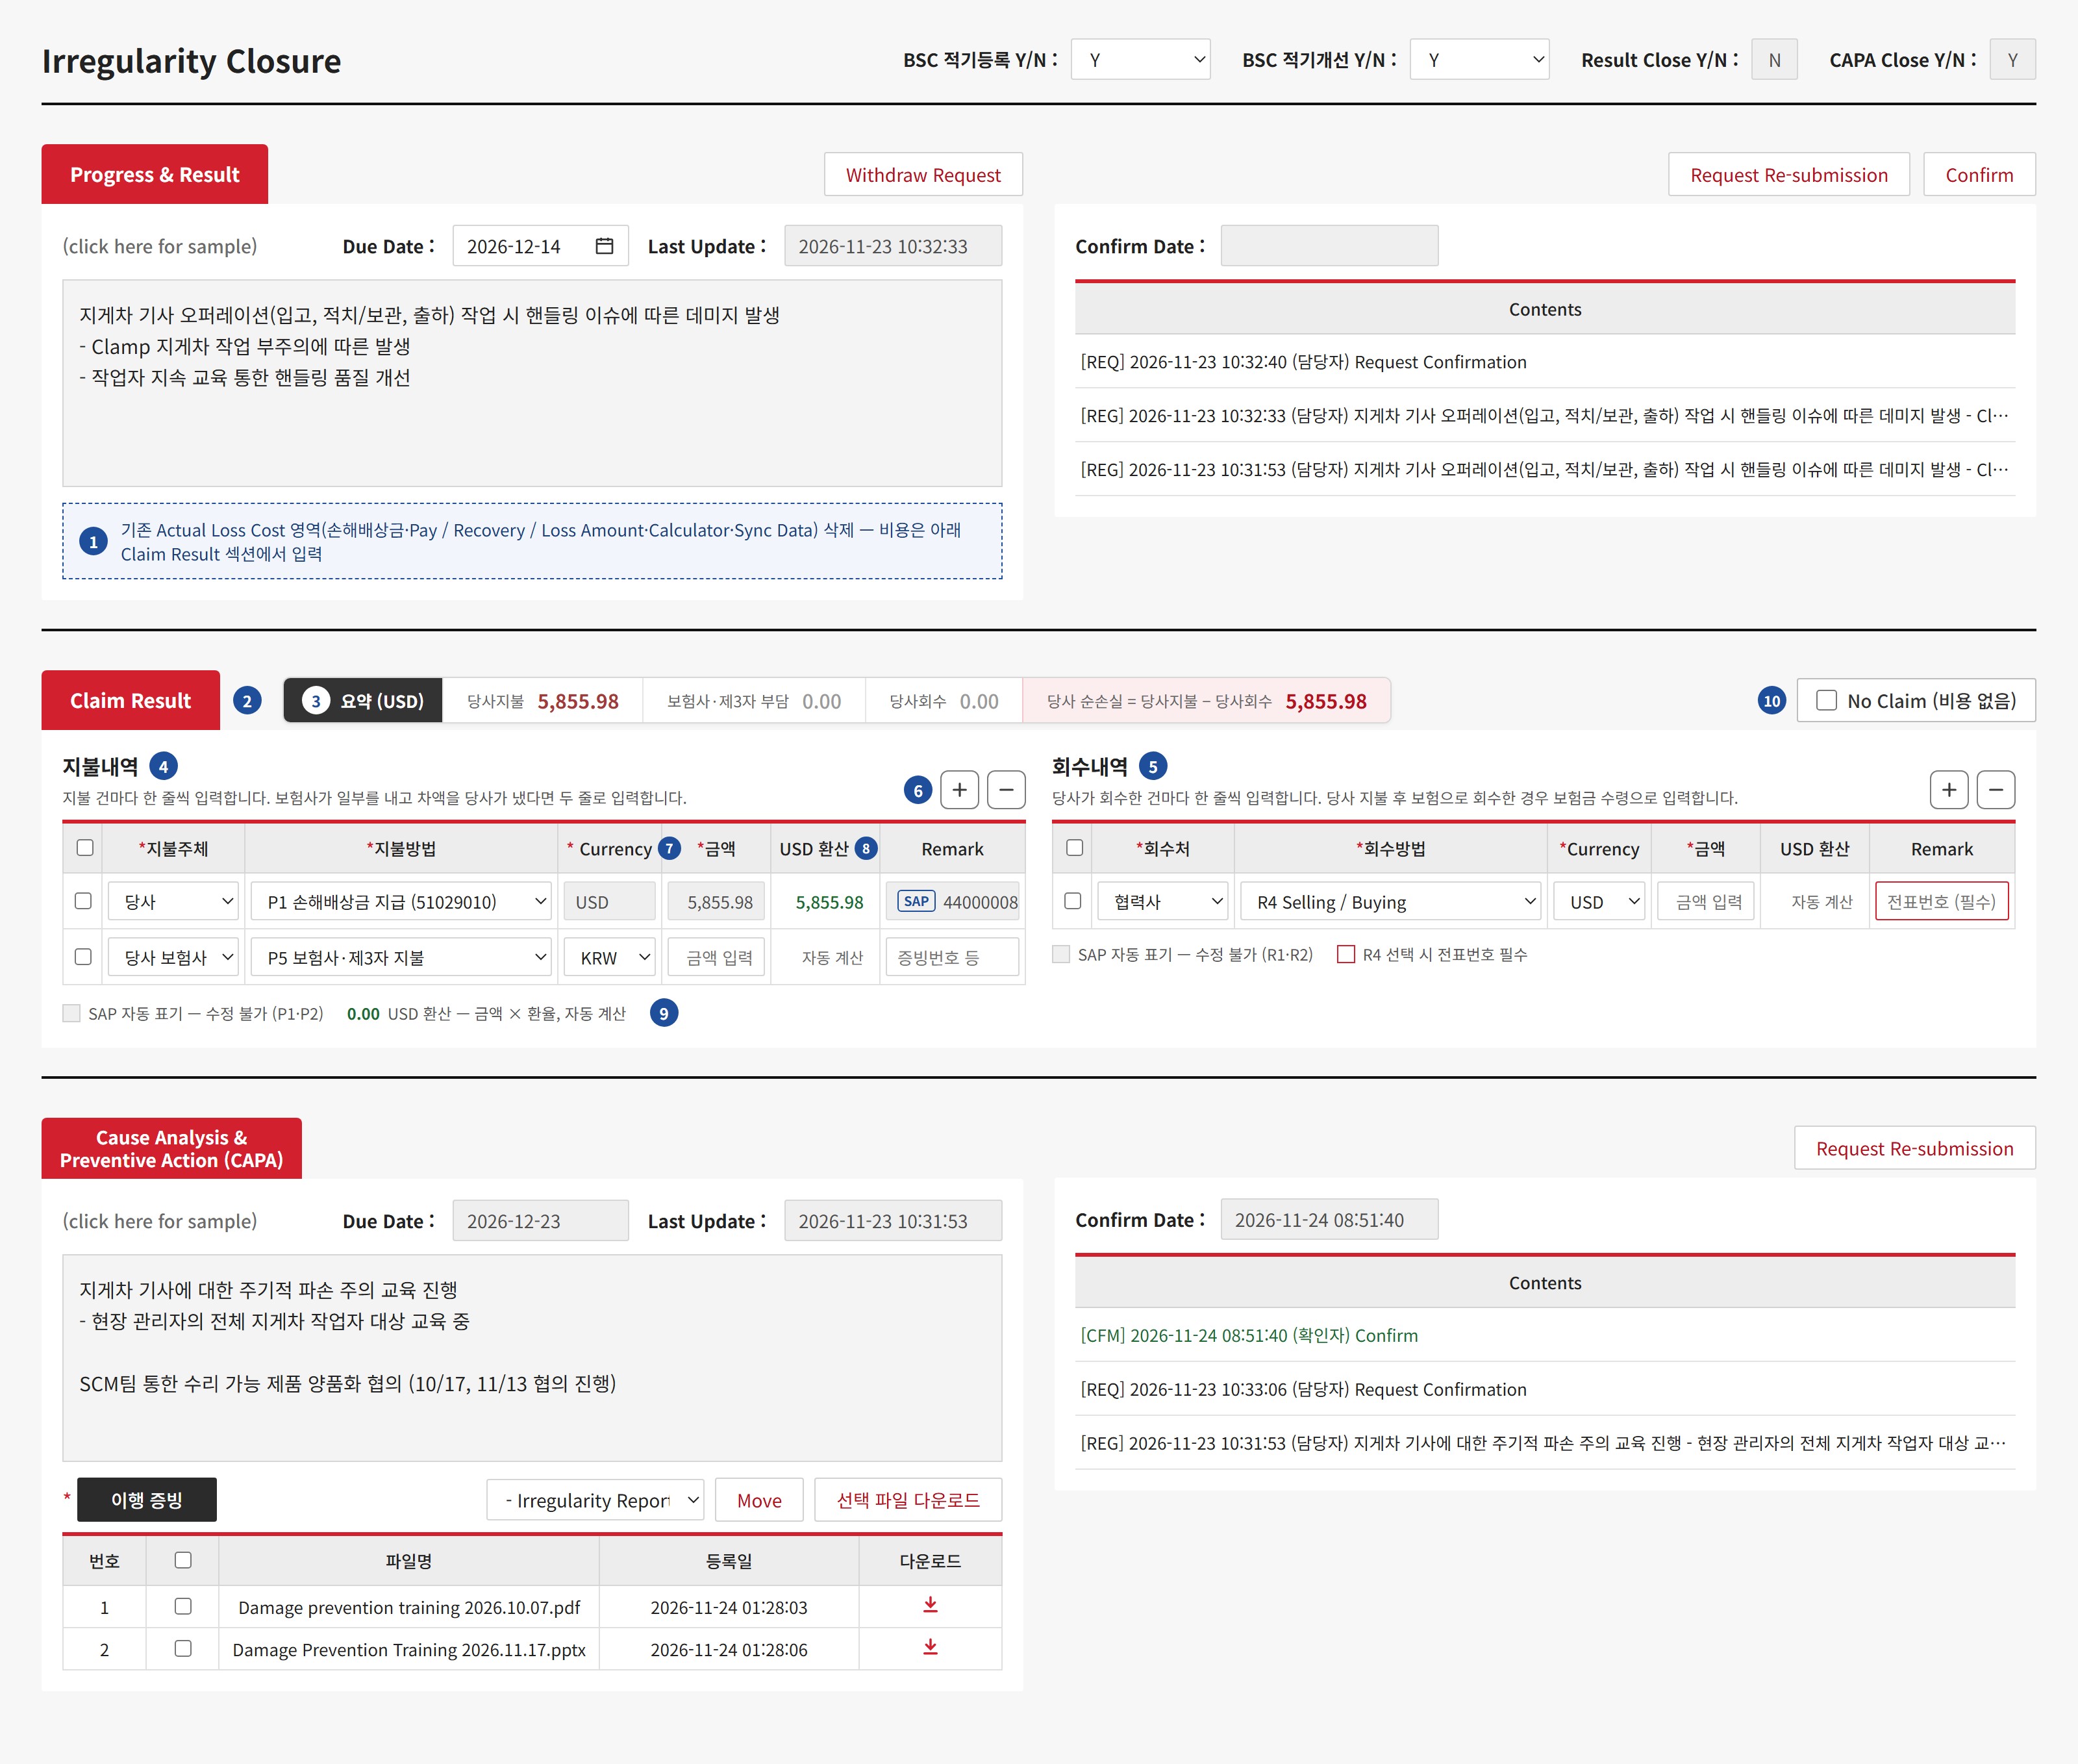 Irregularity Closure
BSC 적기등록 Y/N : Y
BSC 적기개선 Y/N : Y
Result Close Y/N : N
CAPA Close Y/N : Y
Progress & Result
Withdraw Request
Request Re-submission
Confirm
(click here for sample)
Due Date : 2026-12-14
Last Update : 2026-11-23 10:32:33
지게차 기사 오퍼레이션(입고, 적치/보관, 출하) 작업 시 핸들링 이슈에 따른 데미지 발생
- Clamp 지게차 작업 부주의에 따른 발생
- 작업자 지속 교육 통한 핸들링 품질 개선
1
기존 Actual Loss Cost 영역(손해배상금·Pay / Recovery / Loss Amount·Calculator·Sync Data) 삭제 — 비용은 아래
Claim Result 섹션에서 입력
Confirm Date :
Contents
[REQ] 2026-11-23 10:32:40 (담당자) Request Confirmation
[REG] 2026-11-23 10:32:33 (담당자) 지게차 기사 오퍼레이션(입고, 적치/보관, 출하) 작업 시 핸들링 이슈에 따른 데미지 발생 - Cl…
[REG] 2026-11-23 10:31:53 (담당자) 지게차 기사 오퍼레이션(입고, 적치/보관, 출하) 작업 시 핸들링 이슈에 따른 데미지 발생 - Cl…
Claim Result 2
3 요약 (USD)
당사지불 5,855.98
보험사·제3자 부담 0.00
당사회수 0.00
당사 순손실 = 당사지불 − 당사회수 5,855.98
10 No Claim (비용 없음)
지불내역 4
지불 건마다 한 줄씩 입력합니다. 보험사가 일부를 내고 차액을 당사가 냈다면 두 줄로 입력합니다.
6 + −
*지불주체 *지불방법 * Currency 7 *금액 USD 환산 8 Remark
당사 P1 손해배상금 지급 (51029010) USD 5,855.98 5,855.98 SAP 44000008
당사 보험사 P5 보험사·제3자 지불 KRW 금액 입력 자동 계산 증빙번호 등
SAP 자동 표기 — 수정 불가 (P1·P2) 0.00 USD 환산 — 금액 × 환율, 자동 계산 9
회수내역 5
당사가 회수한 건마다 한 줄씩 입력합니다. 당사 지불 후 보험으로 회수한 경우 보험금 수령으로 입력합니다.
+ −
*회수처 *회수방법 *Currency *금액 USD 환산 Remark
협력사 R4 Selling / Buying USD 금액 입력 자동 계산 전표번호 (필수)
SAP 자동 표기 — 수정 불가 (R1·R2) R4 선택 시 전표번호 필수
Cause Analysis &
Preventive Action (CAPA)
Request Re-submission
(click here for sample)
Due Date : 2026-12-23
Last Update : 2026-11-23 10:31:53
지게차 기사에 대한 주기적 파손 주의 교육 진행
- 현장 관리자의 전체 지게차 작업자 대상 교육 중
SCM팀 통한 수리 가능 제품 양품화 협의 (10/17, 11/13 협의 진행)
Confirm Date : 2026-11-24 08:51:40
Contents
[CFM] 2026-11-24 08:51:40 (확인자) Confirm
[REQ] 2026-11-23 10:33:06 (담당자) Request Confirmation
[REG] 2026-11-23 10:31:53 (담당자) 지게차 기사에 대한 주기적 파손 주의 교육 진행 - 현장 관리자의 전체 지게차 작업자 대상 교…
* 이행 증빙
- Irregularity Report
Move
선택 파일 다운로드
번호 파일명 등록일 다운로드
1 Damage prevention training 2026.10.07.pdf 2026-11-24 01:28:03
2 Damage Prevention Training 2026.11.17.pptx 2026-11-24 01:28:06